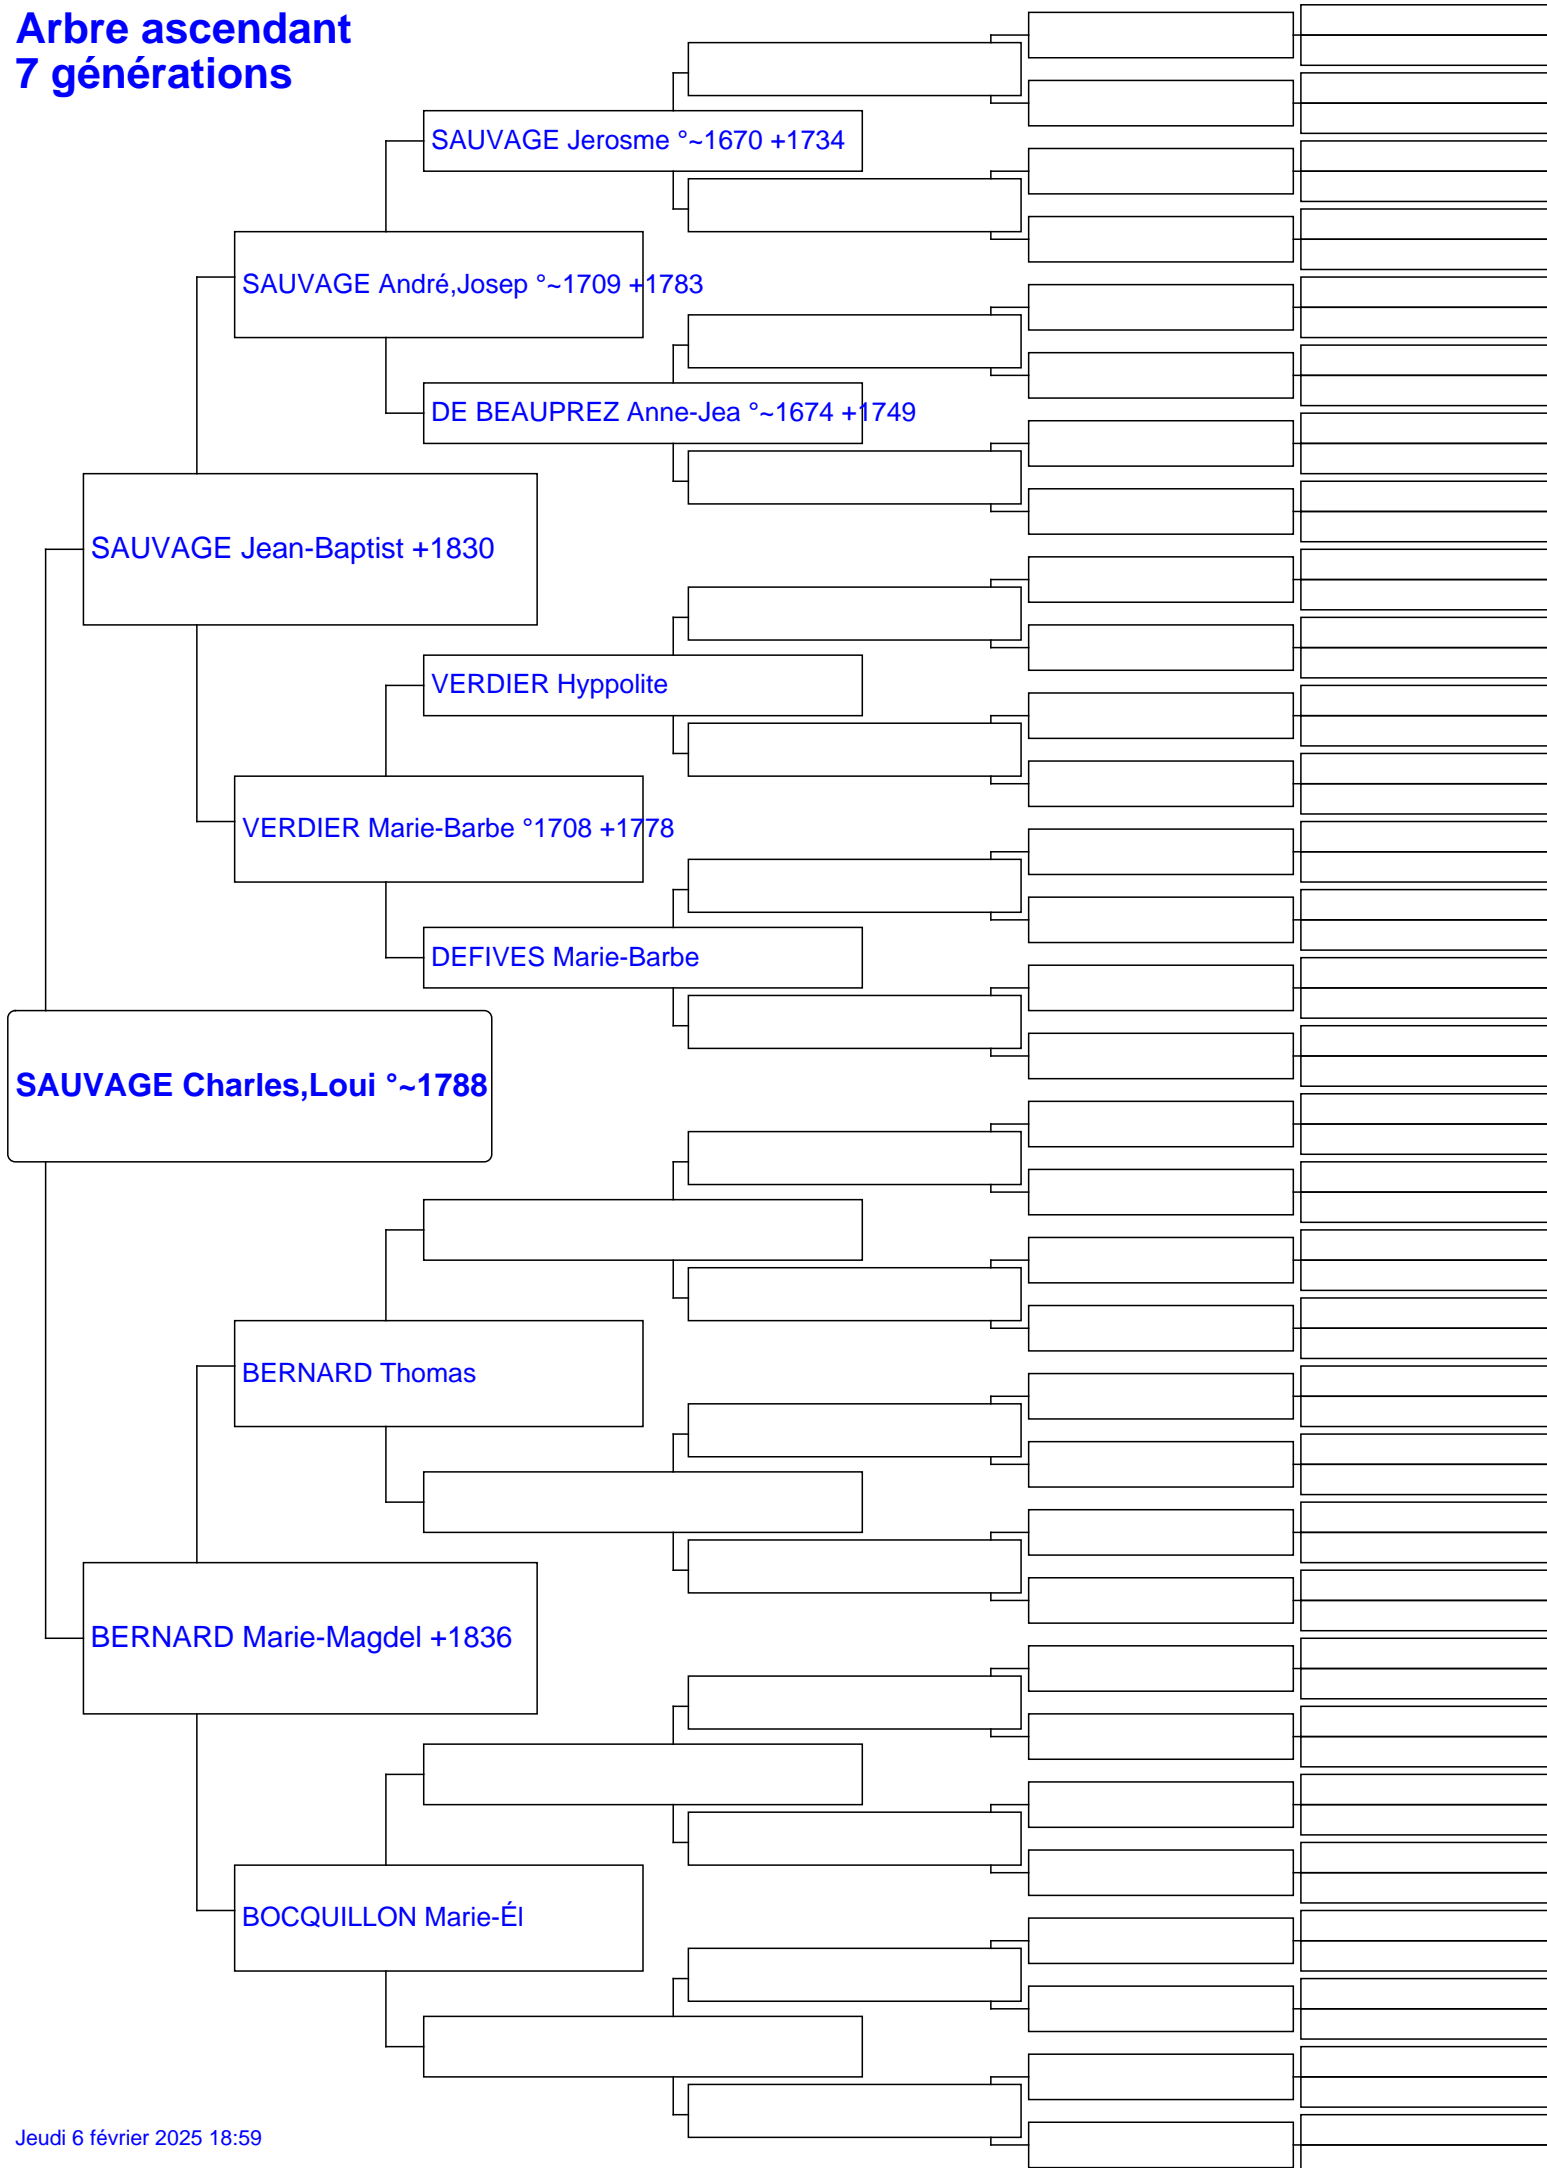 Arbre ascendant
7 générations
SAUVAGE Jerosme °~1670 +1734
SAUVAGE André,Josep °~1709 +1783
DE BEAUPREZ Anne-Jea °~1674 +1749
SAUVAGE Jean-Baptist +1830
VERDIER Hyppolite
VERDIER Marie-Barbe °1708 +1778
DEFIVES Marie-Barbe
SAUVAGE Charles,Loui °~1788
BERNARD Thomas
BERNARD Marie-Magdel +1836
BOCQUILLON Marie-Él
Jeudi 6 février 2025 18:59